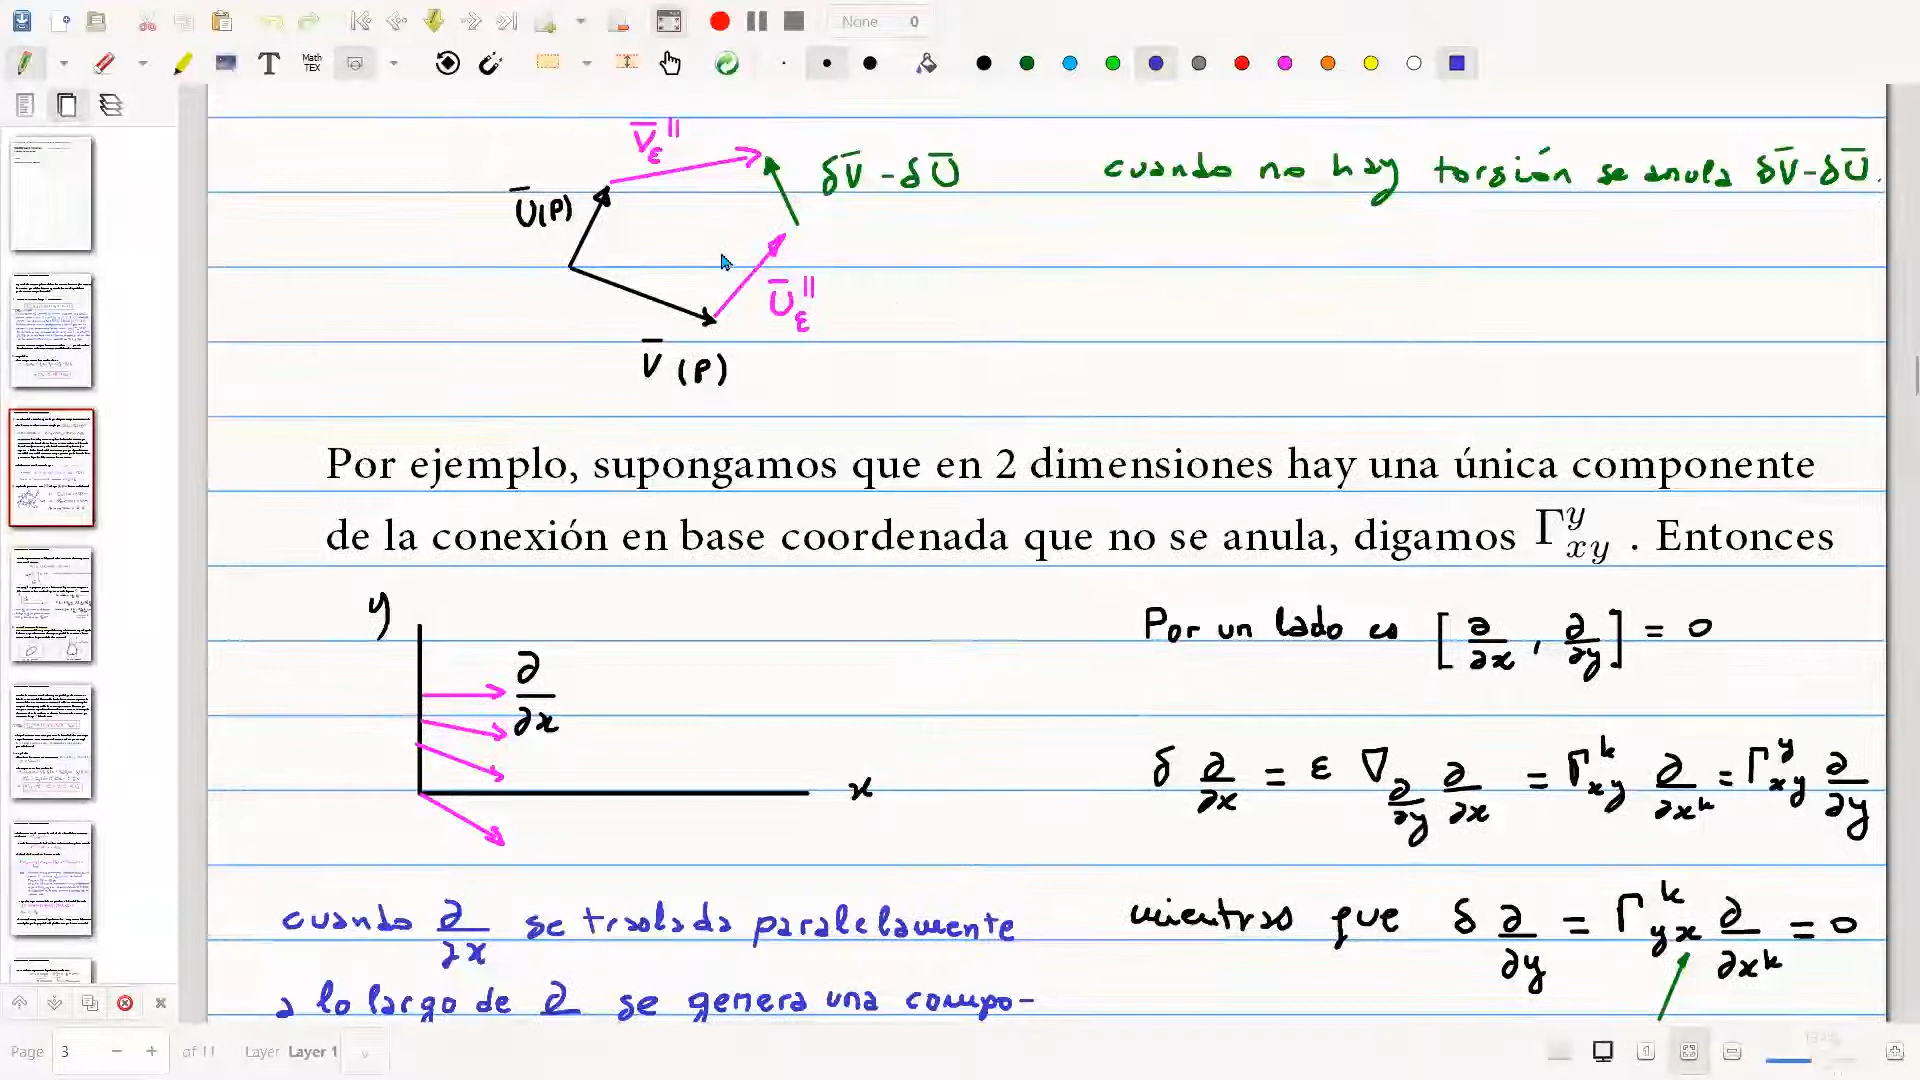 None 0
T Math TEX
V̄ε∥
Ū(P)
δV̄ - δŪ
cuando no hay torsión se anula δV̄-δŪ.
Ūε∥
V̄ (P)
Por ejemplo, supongamos que en 2 dimensiones hay una única componente
de la conexión en base coordenada que no se anula, digamos Γ^y_xy . Entonces
y
∂/∂x
x
Por un lado es [∂/∂x , ∂/∂y] = 0
δ ∂/∂x = ε ∇_∂/∂y ∂/∂x = Γ^k_xy ∂/∂x^k = Γ^y_xy ∂/∂y
mientras que δ ∂/∂y = Γ^k_yx ∂/∂x^k = 0
cuando ∂/∂x se traslada paralelamente
a lo largo de ∂ se genera una compo-
Page 3 of 11 Layer Layer 1